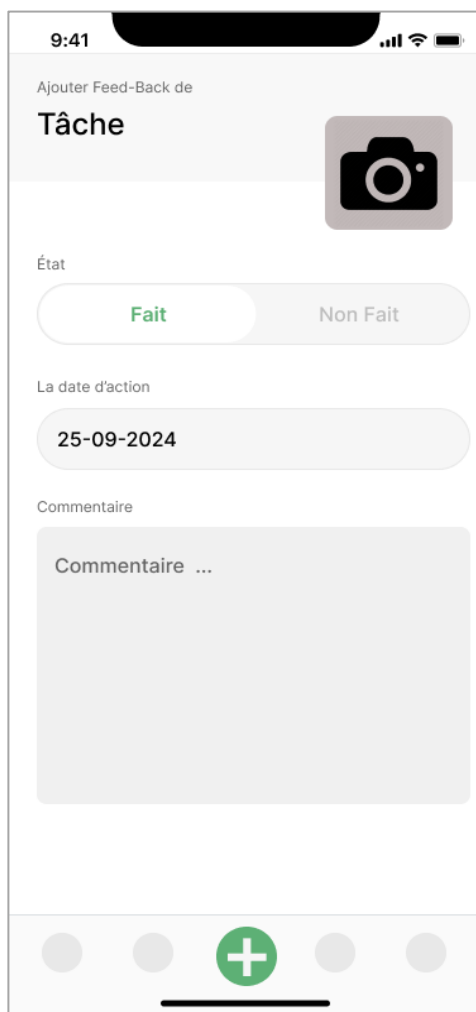 9:41
Ajouter Feed-Back de
Tâche
État
Fait Non Fait
La date d'action
25-09-2024
Commentaire
Commentaire ...